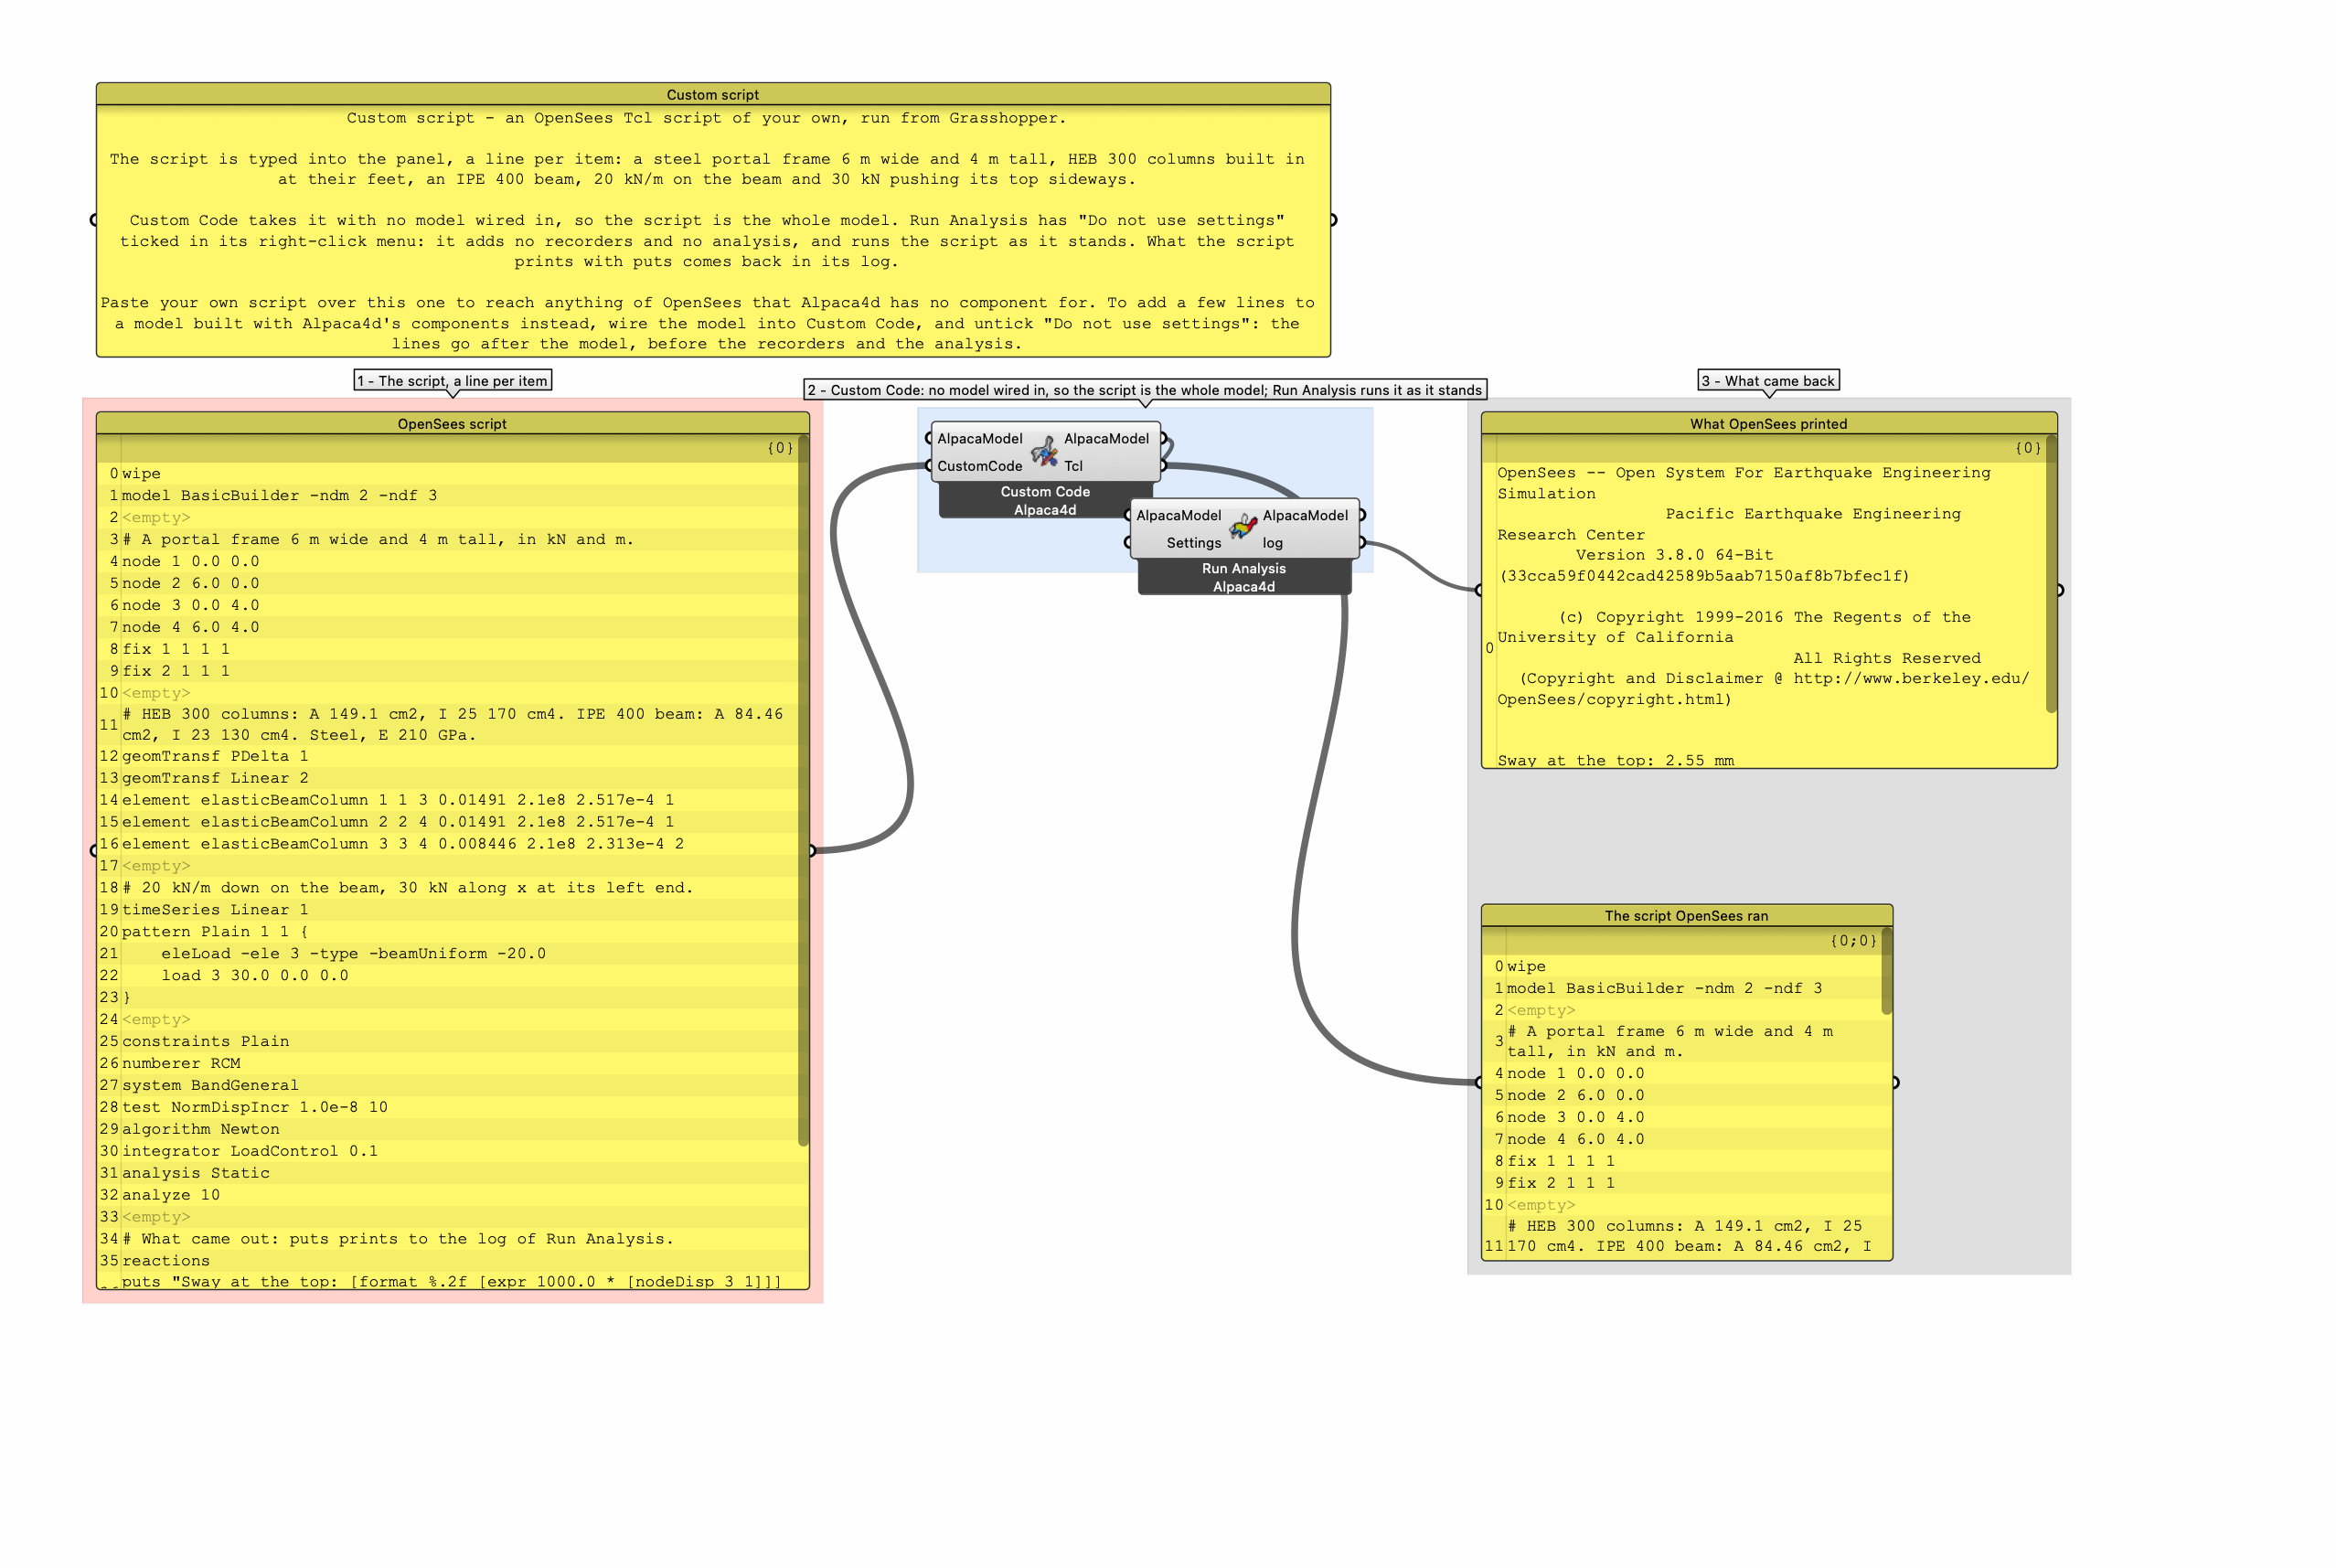 Custom script
Custom script - an OpenSees Tcl script of your own, run from Grasshopper.
The script is typed into the panel, a line per item: a steel portal frame 6 m wide and 4 m tall, HEB 300 columns built in
at their feet, an IPE 400 beam, 20 kN/m on the beam and 30 kN pushing its top sideways.
Custom Code takes it with no model wired in, so the script is the whole model. Run Analysis has "Do not use settings"
ticked in its right-click menu: it adds no recorders and no analysis, and runs the script as it stands. What the script
prints with puts comes back in its log.
Paste your own script over this one to reach anything of OpenSees that Alpaca4d has no component for. To add a few lines to
a model built with Alpaca4d's components instead, wire the model into Custom Code, and untick "Do not use settings": the
lines go after the model, before the recorders and the analysis.
1 - The script, a line per item
OpenSees script
{0}
0 wipe
1 model BasicBuilder -ndm 2 -ndf 3
2 <empty>
3 # A portal frame 6 m wide and 4 m tall, in kN and m.
4 node 1 0.0 0.0
5 node 2 6.0 0.0
6 node 3 0.0 4.0
7 node 4 6.0 4.0
8 fix 1 1 1 1
9 fix 2 1 1 1
10 <empty>
11 # HEB 300 columns: A 149.1 cm2, I 25 170 cm4. IPE 400 beam: A 84.46
cm2, I 23 130 cm4. Steel, E 210 GPa.
12 geomTransf PDelta 1
13 geomTransf Linear 2
14 element elasticBeamColumn 1 1 3 0.01491 2.1e8 2.517e-4 1
15 element elasticBeamColumn 2 2 4 0.01491 2.1e8 2.517e-4 1
16 element elasticBeamColumn 3 3 4 0.008446 2.1e8 2.313e-4 2
17 <empty>
18 # 20 kN/m down on the beam, 30 kN along x at its left end.
19 timeSeries Linear 1
20 pattern Plain 1 1 {
21     eleLoad -ele 3 -type -beamUniform -20.0
22     load 3 30.0 0.0 0.0
23 }
24 <empty>
25 constraints Plain
26 numberer RCM
27 system BandGeneral
28 test NormDispIncr 1.0e-8 10
29 algorithm Newton
30 integrator LoadControl 0.1
31 analysis Static
32 analyze 10
33 <empty>
34 # What came out: puts prints to the log of Run Analysis.
35 reactions
puts "Sway at the top: [format %.2f [expr 1000.0 * [nodeDisp 3 1]]]
2 - Custom Code: no model wired in, so the script is the whole model; Run Analysis runs it as it stands
AlpacaModel AlpacaModel
CustomCode Tcl
Custom Code
Alpaca4d
AlpacaModel AlpacaModel
Settings log
Run Analysis
Alpaca4d
3 - What came back
What OpenSees printed
{0}
0
OpenSees -- Open System For Earthquake Engineering
Simulation
Pacific Earthquake Engineering
Research Center
Version 3.8.0 64-Bit
(33cca59f0442cad42589b5aab7150af8b7bfec1f)
(c) Copyright 1999-2016 The Regents of the
University of California
All Rights Reserved
(Copyright and Disclaimer @ http://www.berkeley.edu/
OpenSees/copyright.html)
Sway at the top: 2.55 mm
The script OpenSees ran
{0;0}
0 wipe
1 model BasicBuilder -ndm 2 -ndf 3
2 <empty>
3 # A portal frame 6 m wide and 4 m
tall, in kN and m.
4 node 1 0.0 0.0
5 node 2 6.0 0.0
6 node 3 0.0 4.0
7 node 4 6.0 4.0
8 fix 1 1 1 1
9 fix 2 1 1 1
10 <empty>
# HEB 300 columns: A 149.1 cm2, I 25
11 170 cm4. IPE 400 beam: A 84.46 cm2, I